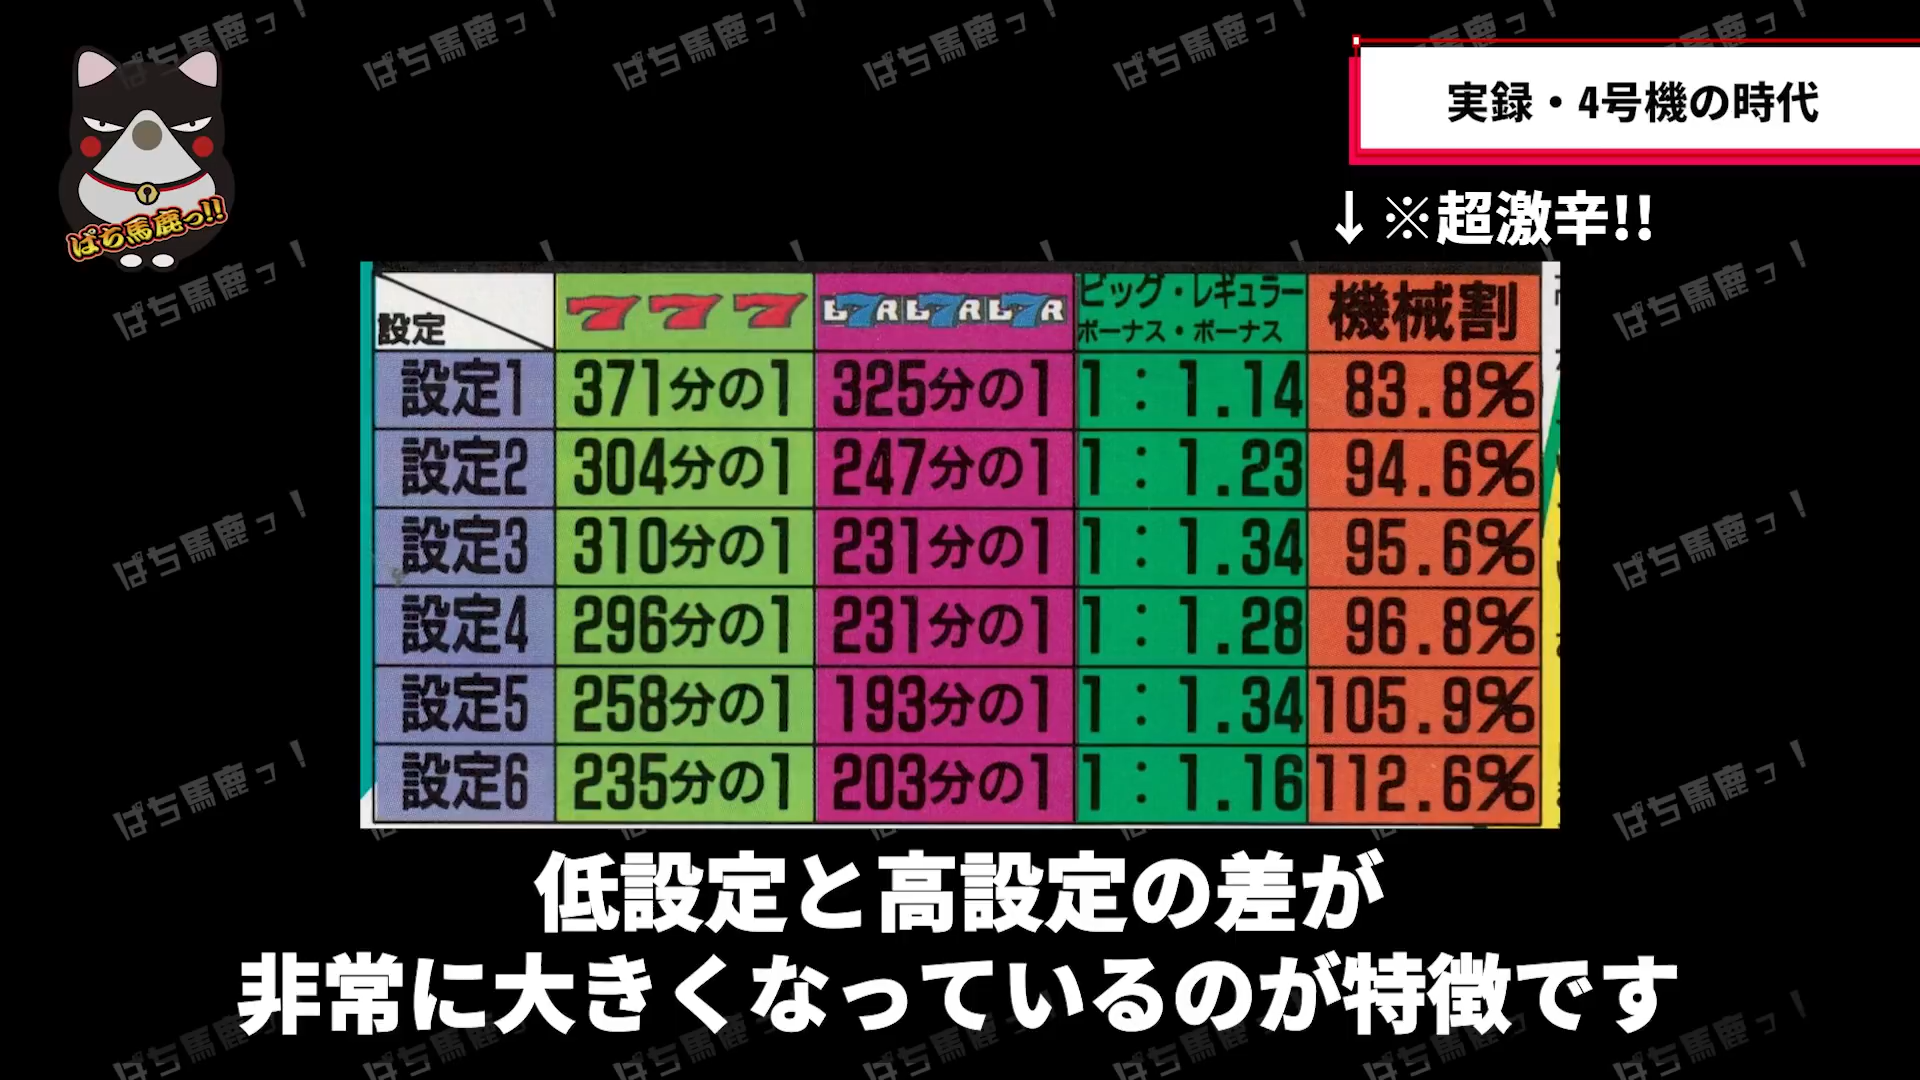 ぱち馬鹿っ!!
実録・4号機の時代
↓※超激辛!!
設定 777 BAR BAR BAR ビッグ・レギュラー 機械割
ボーナス・ボーナス
設定1 371分の1 325分の1 1:1.14 83.8%
設定2 304分の1 247分の1 1:1.23 94.6%
設定3 310分の1 231分の1 1:1.34 95.6%
設定4 296分の1 231分の1 1:1.28 96.8%
設定5 258分の1 193分の1 1:1.34 105.9%
設定6 235分の1 203分の1 1:1.16 112.6%
低設定と高設定の差が
非常に大きくなっているのが特徴です
ぱち馬鹿っ!